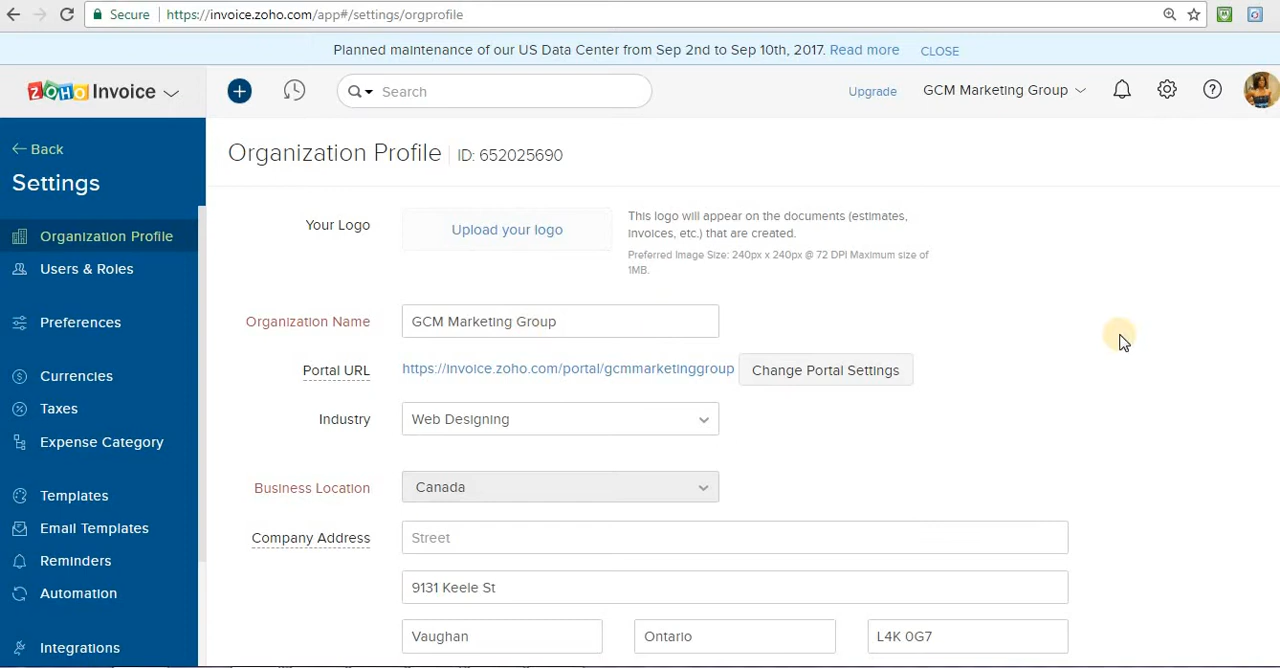 Secure https://invoice.zoho.com/app#/settings/orgprofile
Planned maintenance of our US Data Center from Sep 2nd to Sep 10th, 2017. Read more CLOSE
ZOHO Invoice
Search
Upgrade
GCM Marketing Group
Back
Settings
Organization Profile
Users & Roles
Preferences
Currencies
Taxes
Expense Category
Templates
Email Templates
Reminders
Automation
Integrations
Organization Profile ID: 652025690
Your Logo
Upload your logo
This logo will appear on the documents (estimates,
invoices, etc.) that are created.
Preferred Image Size: 240px x 240px @ 72 DPI Maximum size of
1MB.
Organization Name GCM Marketing Group
Portal URL https://invoice.zoho.com/portal/gcmmarketinggroup Change Portal Settings
Industry Web Designing
Business Location Canada
Company Address Street
9131 Keele St
Vaughan Ontario L4K 0G7